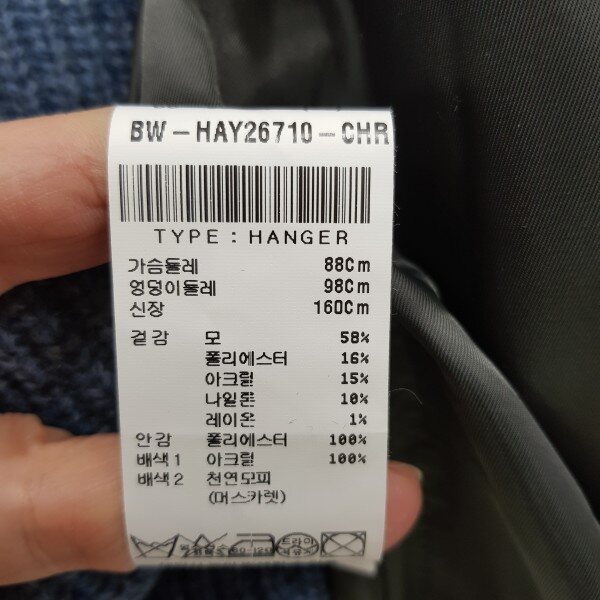 BW-HAY26710-CHR
TYPE : HANGER
가슴둘레 88Cm
엉덩이둘레 98Cm
신장 160Cm
겉감 모 58%
폴리에스터 16%
아크릴 15%
나일론 10%
레이온 1%
안감 폴리에스터 100%
배색1 아크릴 100%
배색2 천연모피
(머스카렛)
드라이